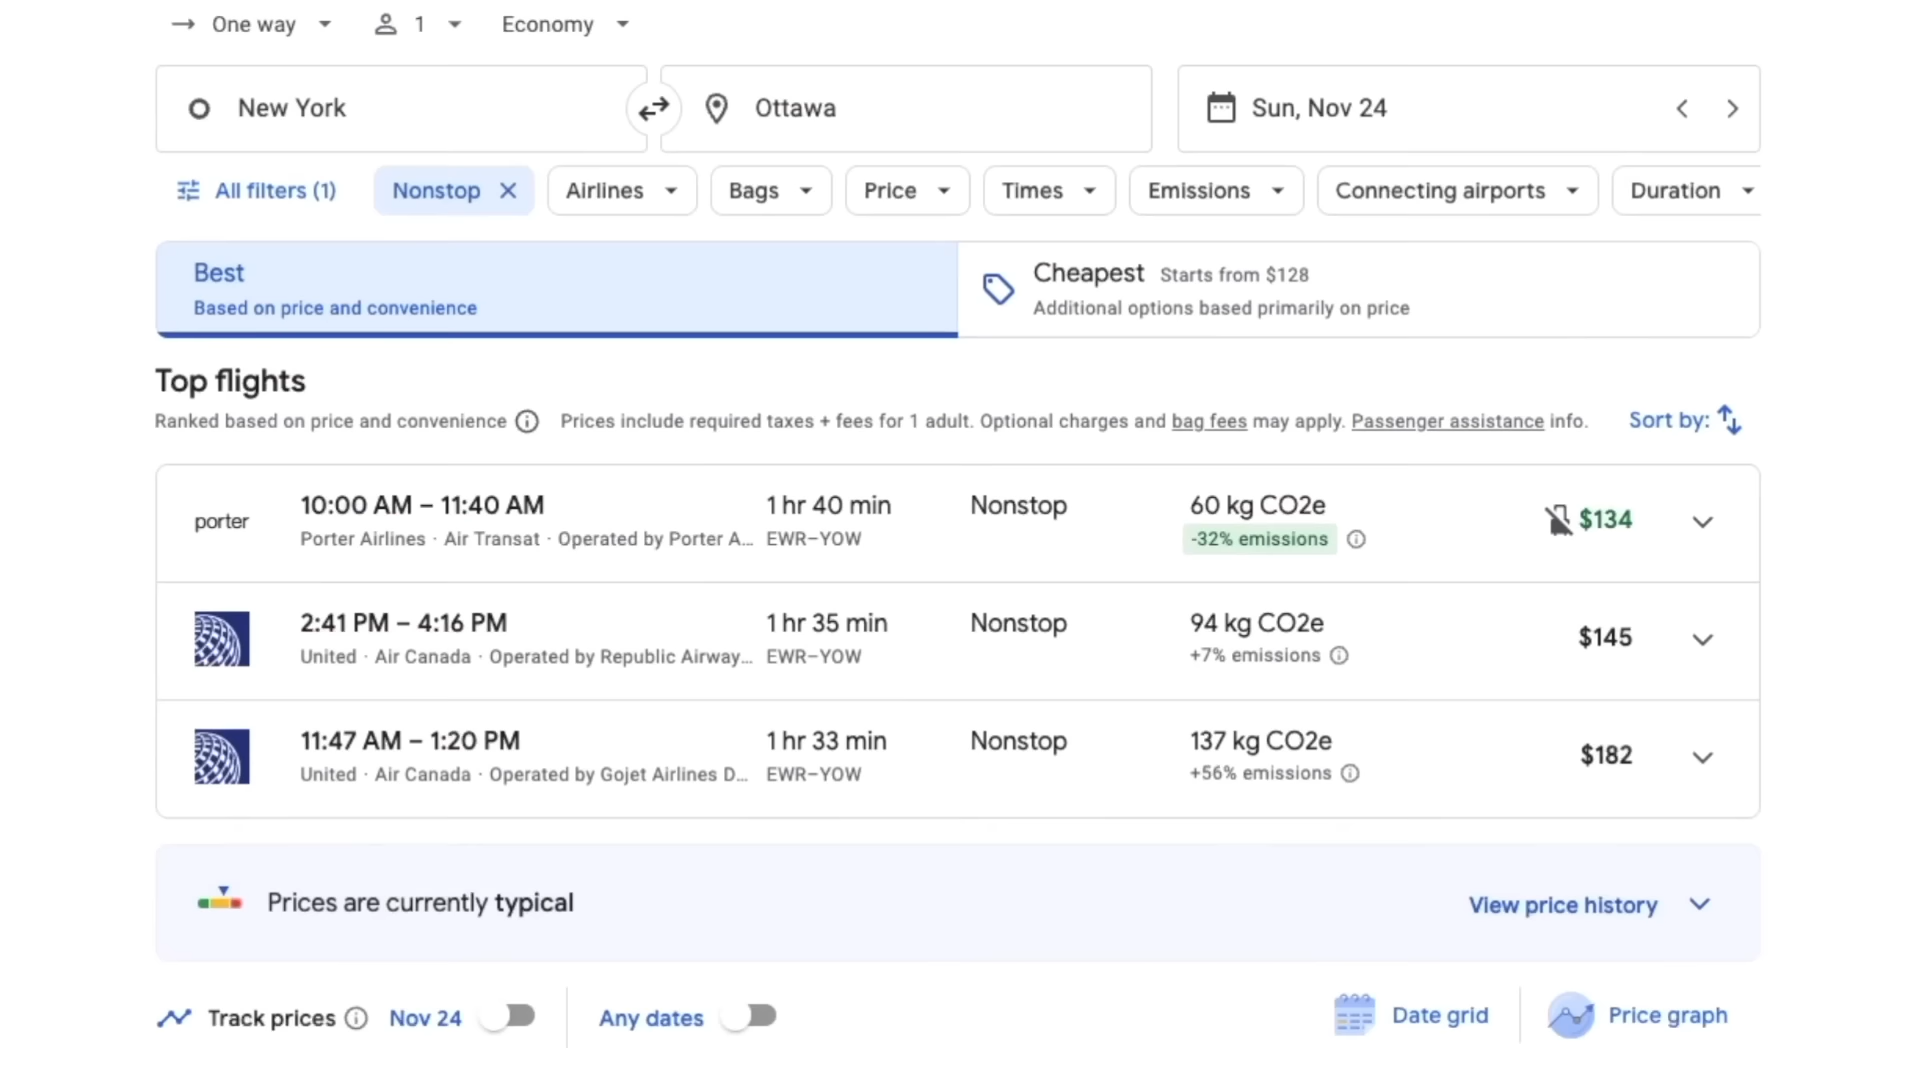 One way 1 Economy
New York Ottawa Sun, Nov 24
All filters (1) Nonstop Airlines Bags Price Times Emissions Connecting airports Duration
Best
Based on price and convenience
Cheapest Starts from $128
Additional options based primarily on price
Top flights
Ranked based on price and convenience Prices include required taxes + fees for 1 adult. Optional charges and bag fees may apply. Passenger assistance info. Sort by:
porter
10:00 AM – 11:40 AM 1 hr 40 min Nonstop 60 kg CO2e $134
Porter Airlines · Air Transat · Operated by Porter A... EWR–YOW -32% emissions
2:41 PM – 4:16 PM 1 hr 35 min Nonstop 94 kg CO2e $145
United · Air Canada · Operated by Republic Airway... EWR–YOW +7% emissions
11:47 AM – 1:20 PM 1 hr 33 min Nonstop 137 kg CO2e $182
United · Air Canada · Operated by Gojet Airlines D... EWR–YOW +56% emissions
Prices are currently typical View price history
Track prices Nov 24 Any dates Date grid Price graph